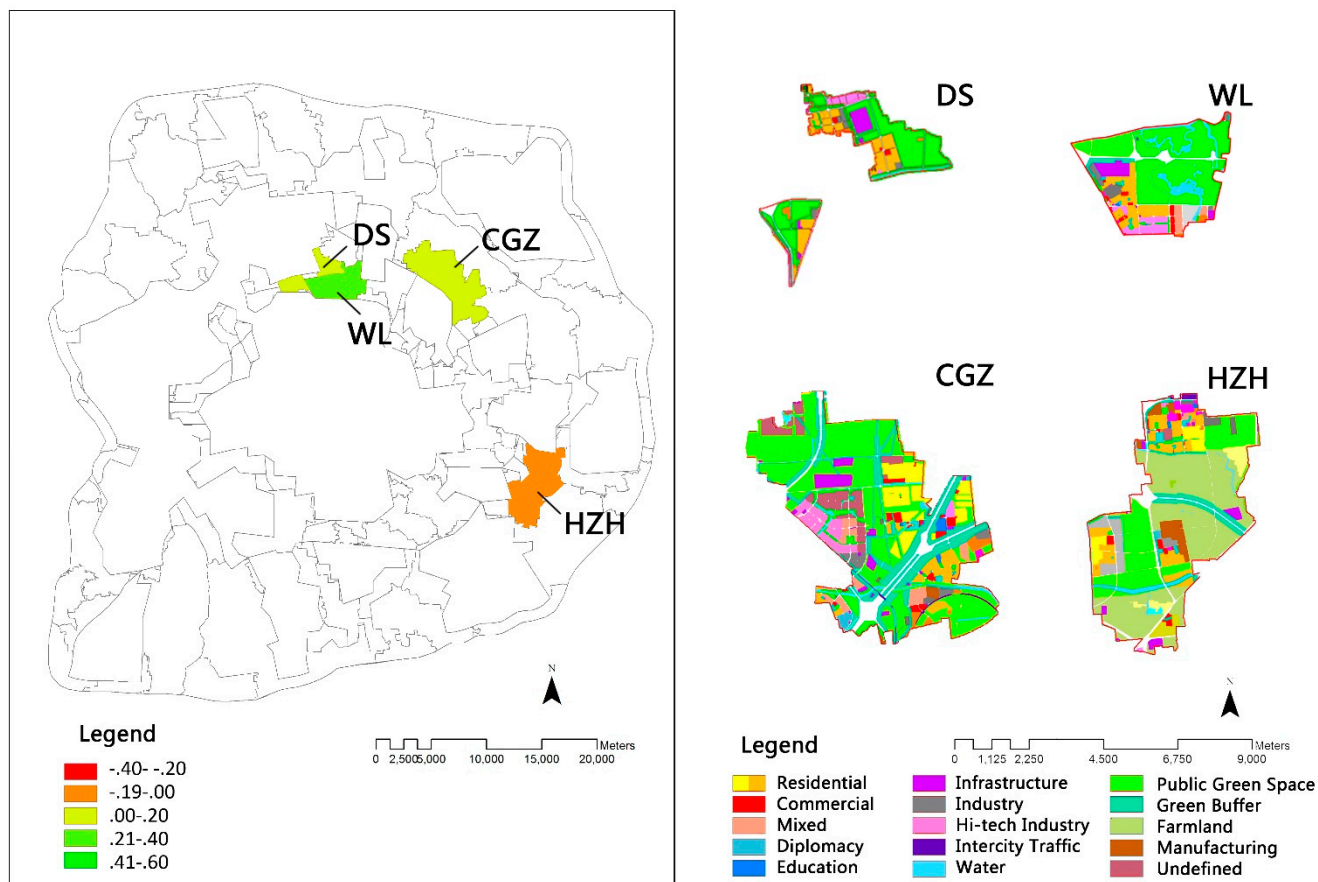 DS
CGZ
WL
HZH
N
Legend
-.40- -.20
-.19-.00
.00-.20
.21-.40
.41-.60
Meters
0 2,5005,000 10,000 15,000 20,000
DS
WL
CGZ
HZH
N
Legend
Meters
0 1,125 2,250 4,500 6,750 9,000
Residential
Commercial
Mixed
Diplomacy
Education
Infrastructure
Industry
Hi-tech Industry
Intercity Traffic
Water
Public Green Space
Green Buffer
Farmland
Manufacturing
Undefined